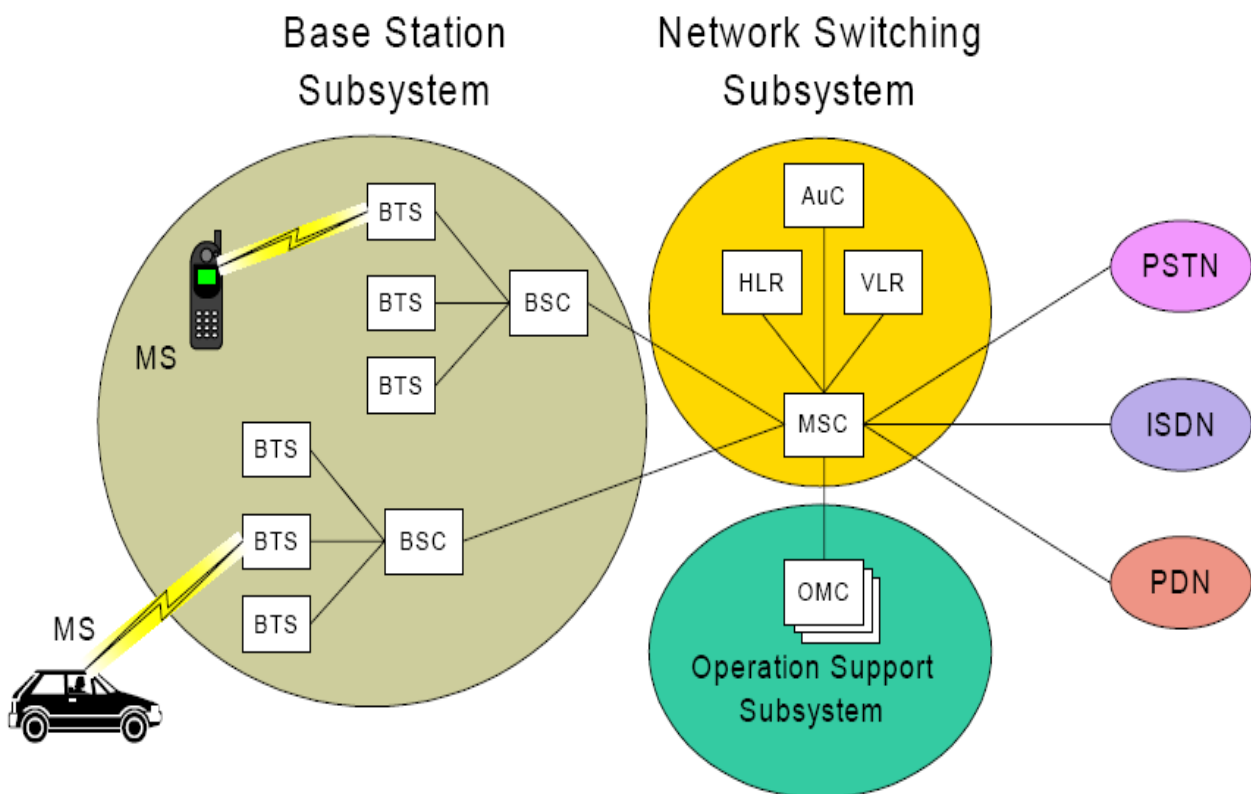 Base Station
Subsystem
Network Switching
Subsystem
AuC
BTS
HLR
VLR
PSTN
BTS
BSC
MS
BTS
MSC
ISDN
BTS
BTS
BSC
PDN
OMC
MS
BTS
Operation Support
Subsystem